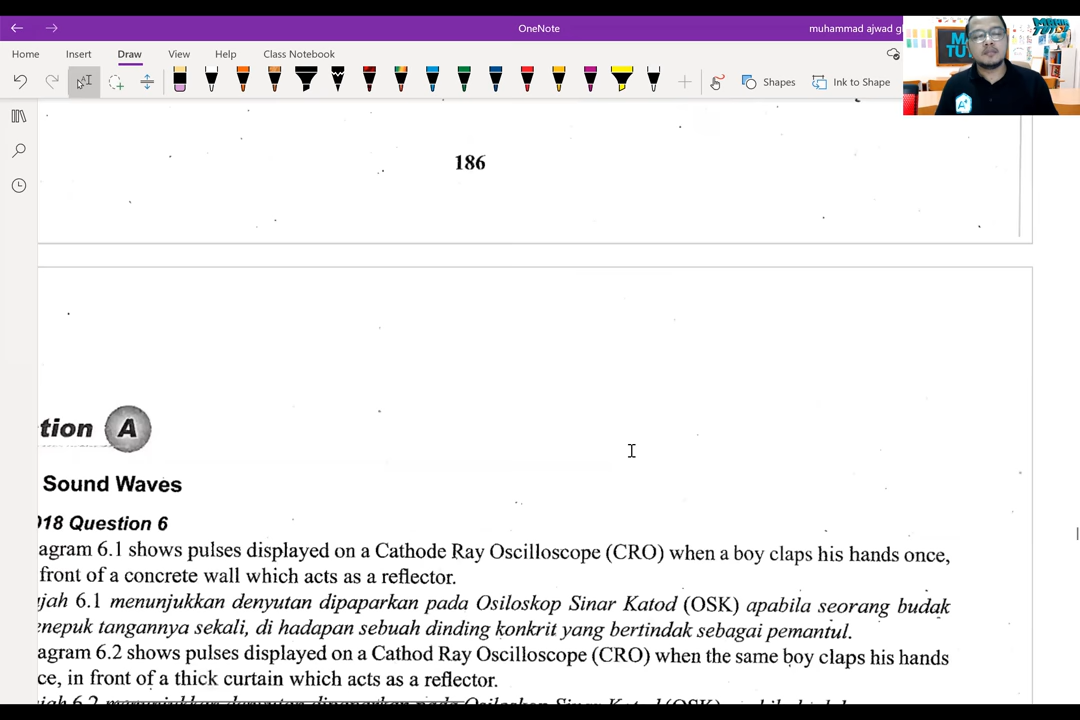 OneNote
muhammad ajwad g
Home Insert Draw View Help Class Notebook
Shapes Ink to Shape
186
tion A
Sound Waves
018 Question 6
agram 6.1 shows pulses displayed on a Cathode Ray Oscilloscope (CRO) when a boy claps his hands once,
front of a concrete wall which acts as a reflector.
jah 6.1 menunjukkan denyutan dipaparkan pada Osiloskop Sinar Katod (OSK) apabila seorang budak
enepuk tangannya sekali, di hadapan sebuah dinding konkrit yang bertindak sebagai pemantul.
agram 6.2 shows pulses displayed on a Cathod Ray Oscilloscope (CRO) when the same boy claps his hands
ce, in front of a thick curtain which acts as a reflector.